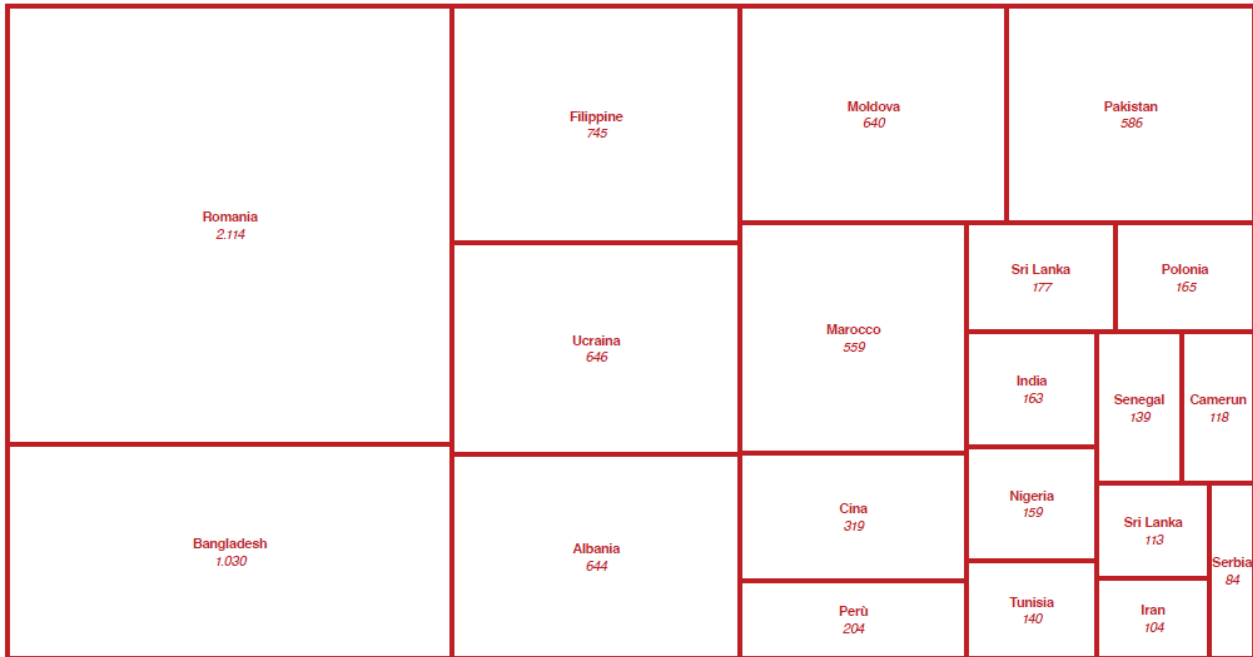 Romania
2.114
Bangladesh
1.030
Filippine
745
Ucraina
646
Albania
644
Moldova
640
Pakistan
586
Marocco
559
Cina
319
Perù
204
Sri Lanka
177
Polonia
165
India
163
Nigeria
159
Tunisia
140
Senegal
139
Camerun
118
Sri Lanka
113
Iran
104
Serbia
84